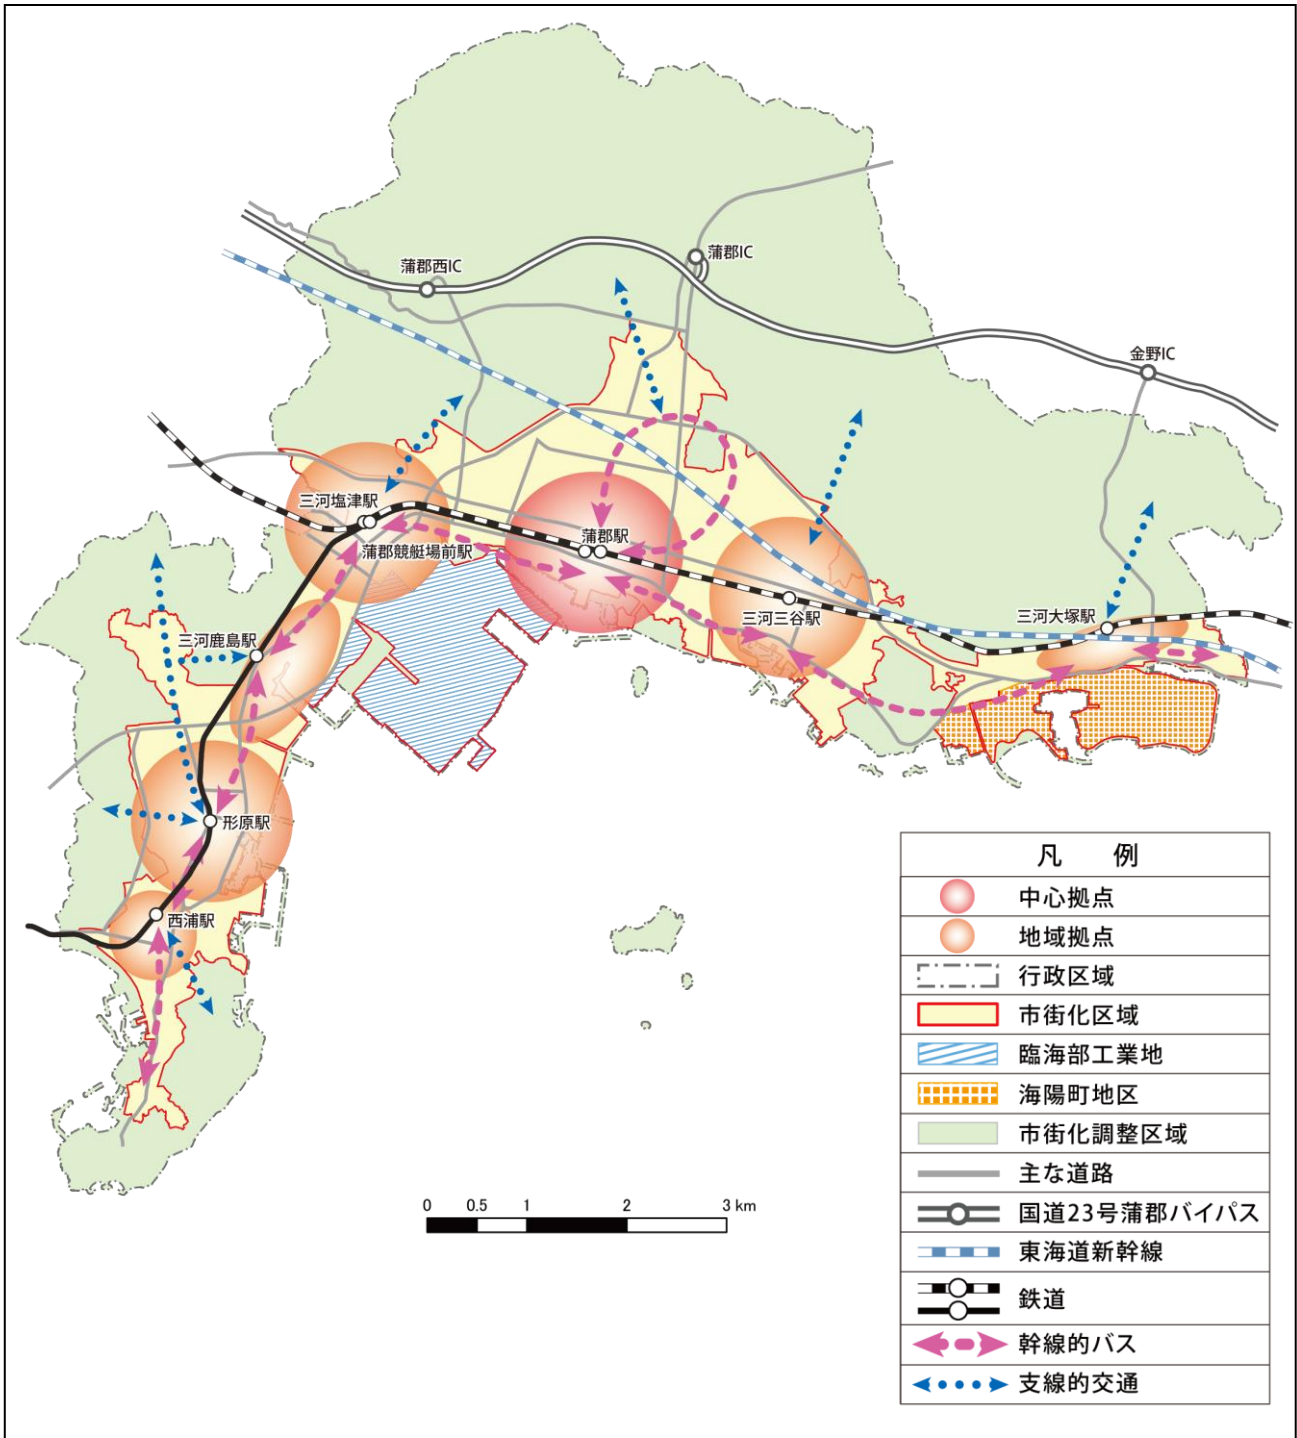 蒲郡IC
蒲郡西IC
金野IC
三河塩津駅
蒲郡競艇場前駅
蒲郡駅
三河三谷駅
三河大塚駅
三河鹿島駅
形原駅
西浦駅
凡 例
中心拠点
地域拠点
行政区域
市街化区域
臨海部工業地
海陽町地区
市街化調整区域
主な道路
国道23号蒲郡バイパス
東海道新幹線
鉄道
幹線的バス
支線的交通
0 0.5 1 2 3 km